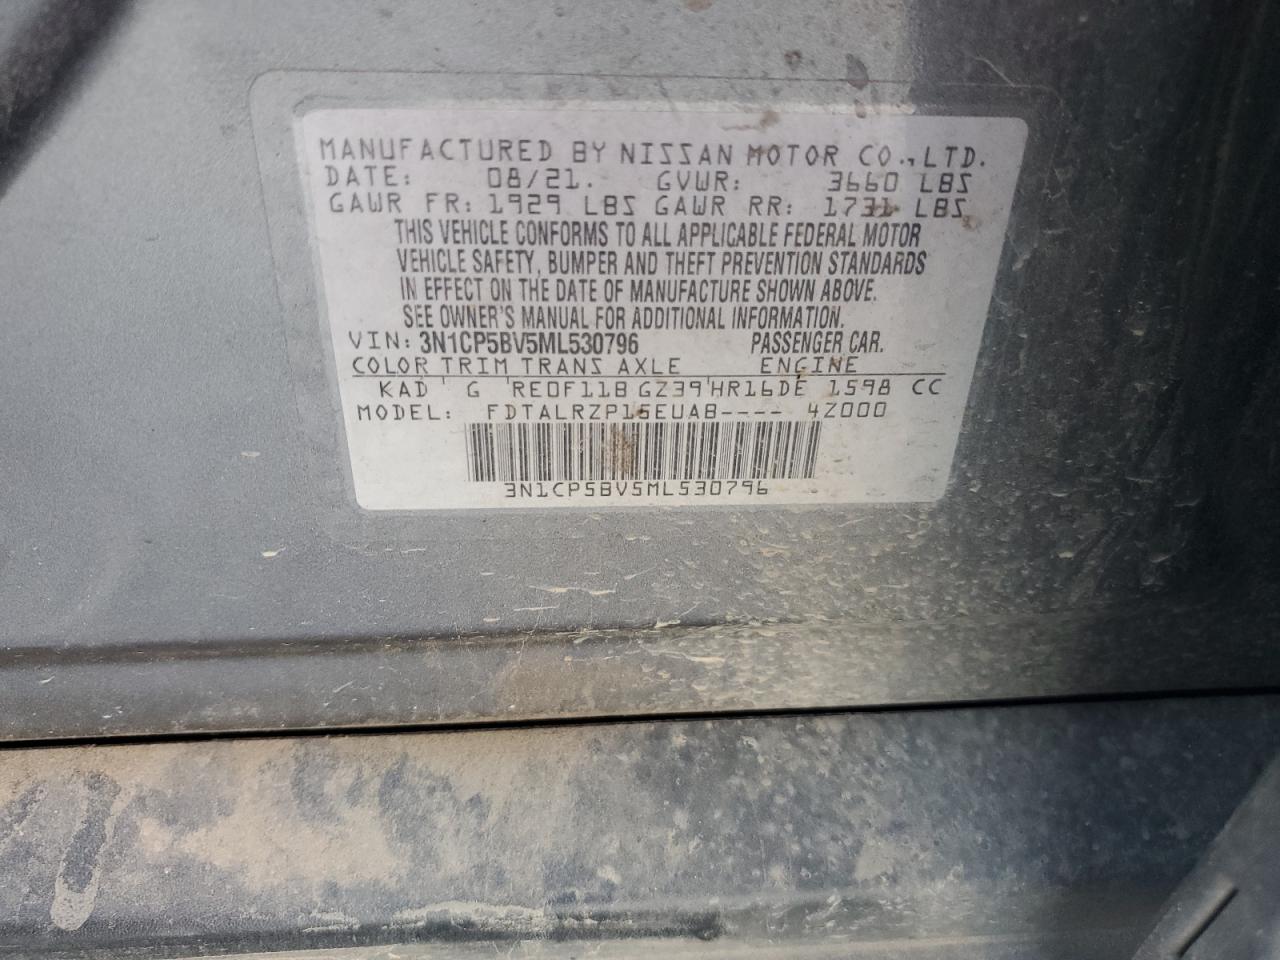 MANUFACTURED BY NISSAN MOTOR CO.,LTD.
DATE: 08/21. GVWR: 3660 LBS
GAWR FR: 1929 LBS GAWR RR: 1731 LBS
THIS VEHICLE CONFORMS TO ALL APPLICABLE FEDERAL MOTOR
VEHICLE SAFETY, BUMPER AND THEFT PREVENTION STANDARDS
IN EFFECT ON THE DATE OF MANUFACTURE SHOWN ABOVE.
SEE OWNER'S MANUAL FOR ADDITIONAL INFORMATION.
VIN: 3N1CP5BV5ML530796 PASSENGER CAR.
COLOR TRIM TRANS AXLE ENGINE
KAD ' G 'RE0F11B GZ39'HR16DE 1598 CC
MODEL: FDTALRZP15EUAB---- 4Z000
3N1CP5BV5ML530796